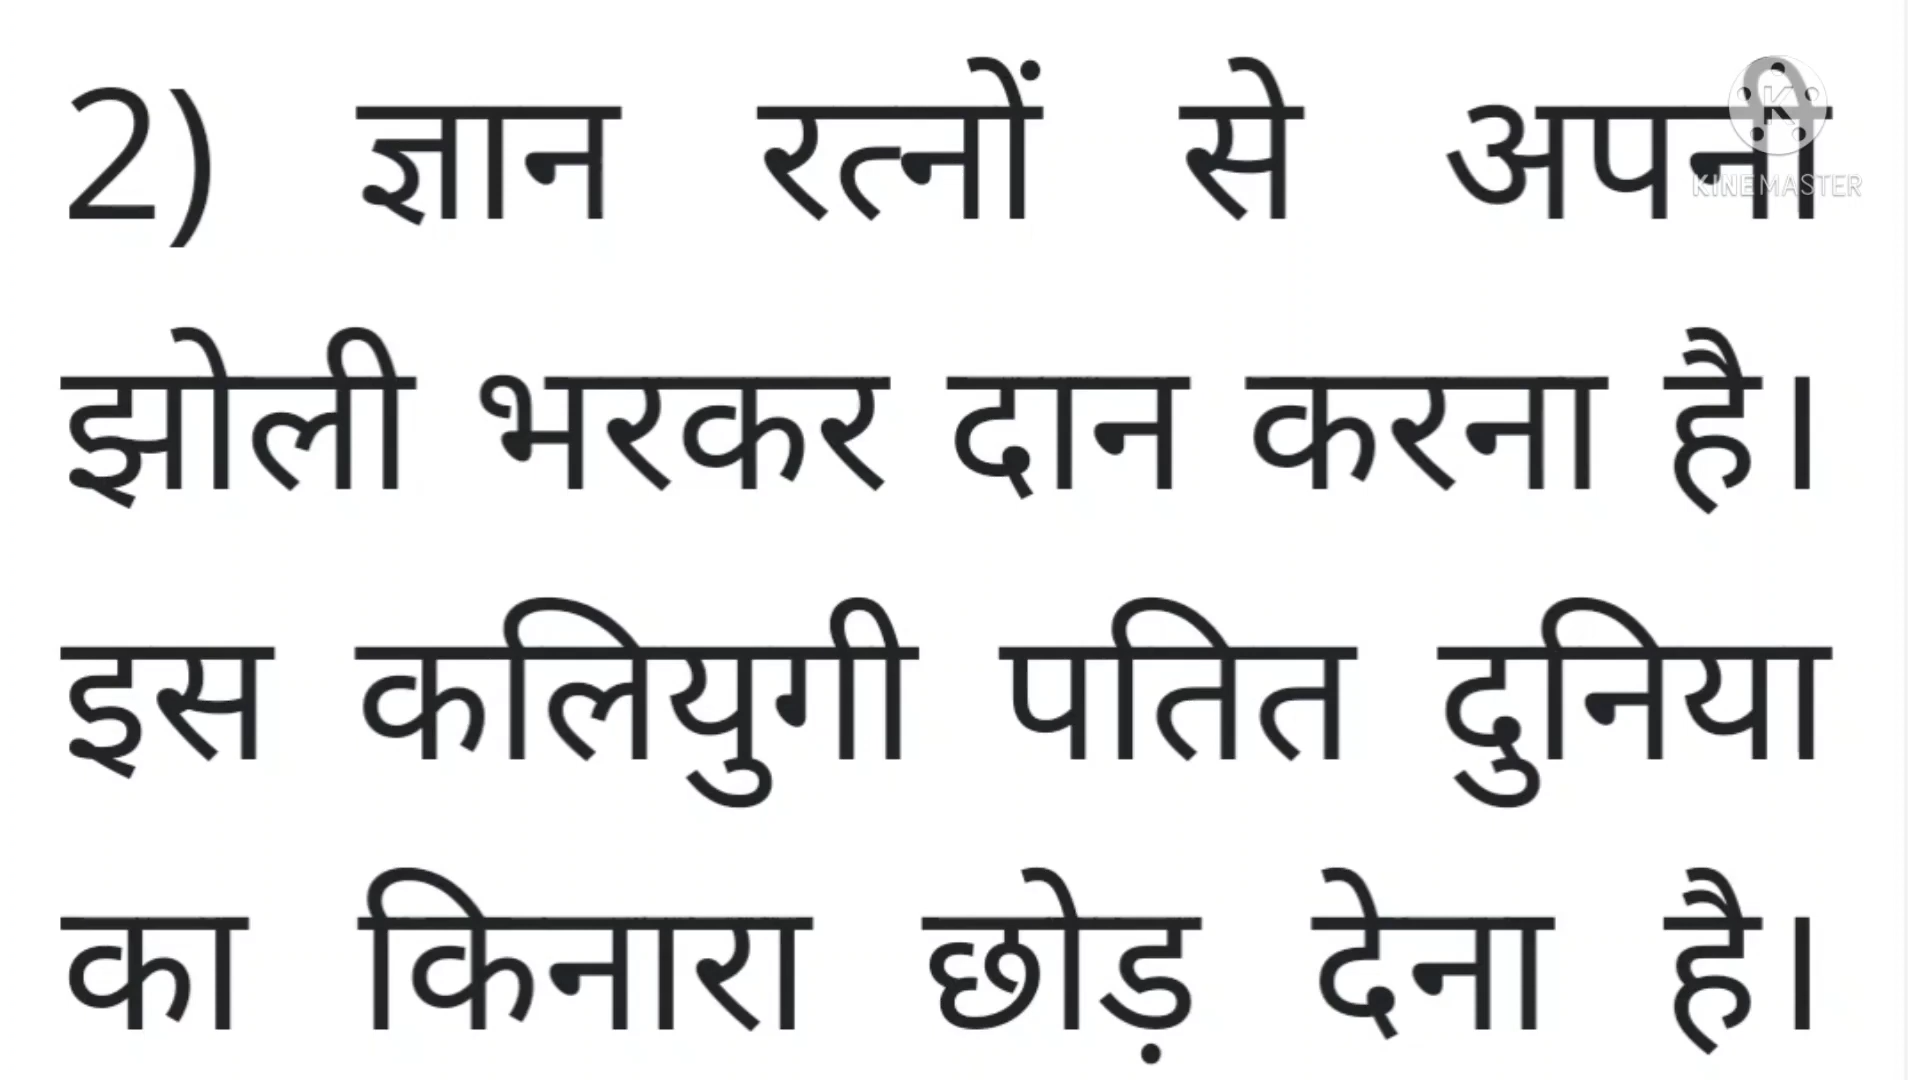 2) ज्ञान रत्नों से अपनी
KINEMASTER
झोली भरकर दान करना है।
इस कलियुगी पतित दुनिया
का किनारा छोड़ देना है।